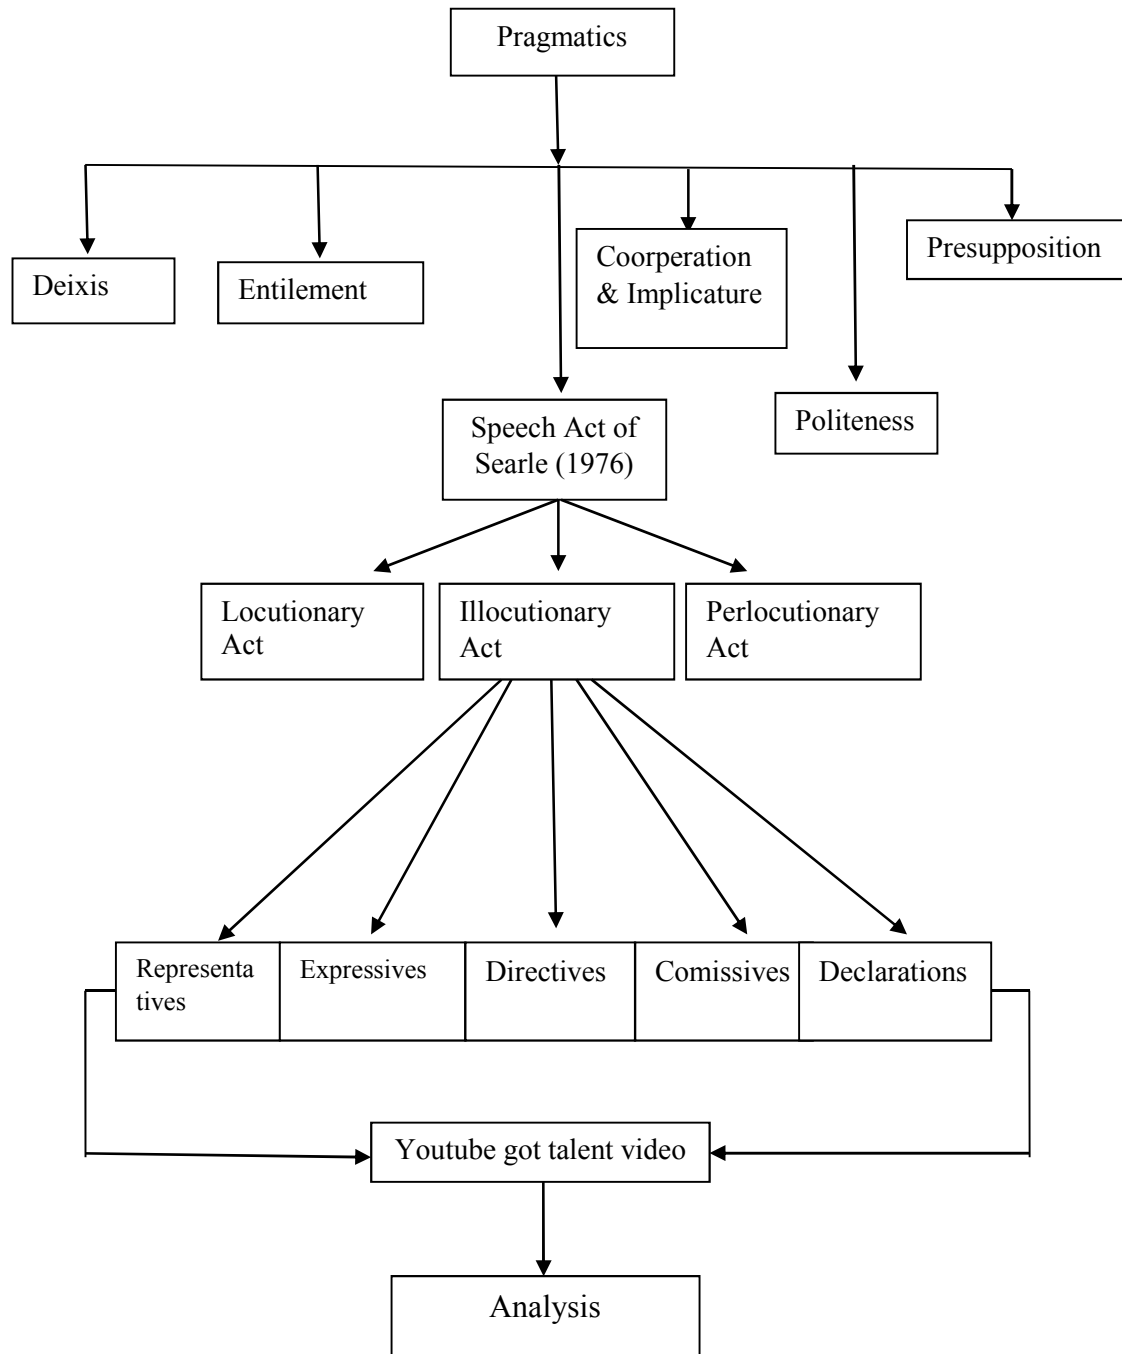 Pragmatics
Deixis
Entilement
Coorperation
& Implicature
Presupposition
Speech Act of
Searle (1976)
Politeness
Locutionary
Act
Illocutionary
Act
Perlocutionary
Act
Representa
tives
Expressives
Directives
Comissives
Declarations
Youtube got talent video
Analysis